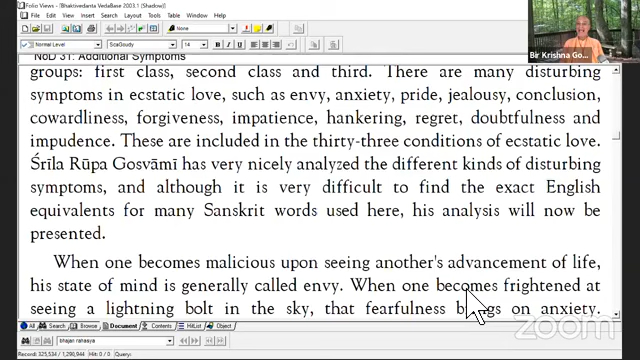 Folio Views - [Bhaktivedanta VedaBase 2003.1 (Shadow)]
File Edit View Search Layout Tools Window Help
None
Normal Level
ScaGoudy
14
NoD 31: Additional Symptoms
groups: first class, second class and third. There are many disturbing
symptoms in ecstatic love, such as envy, anxiety, pride, jealousy, conclusion,
cowardliness, forgiveness, impatience, hankering, regret, doubtfulness and
impudence. These are included in the thirty-three conditions of ecstatic love.
Śrīla Rūpa Gosvāmī has very nicely analyzed the different kinds of disturbing
symptoms, and although it is very difficult to find the exact English
equivalents for many Sanskrit words used here, his analysis will now be
presented.
When one becomes malicious upon seeing another's advancement of life,
his state of mind is generally called envy. When one becomes frightened at
seeing a lightning bolt in the sky, that fearfulness brings on anxiety.
All Search Browse Document Contents HitList Object
bhajan rahasya
Record: 325,534 / 1,298,944 Hit: 0 / 0 Query:
Bir Krishna Go...
zoom